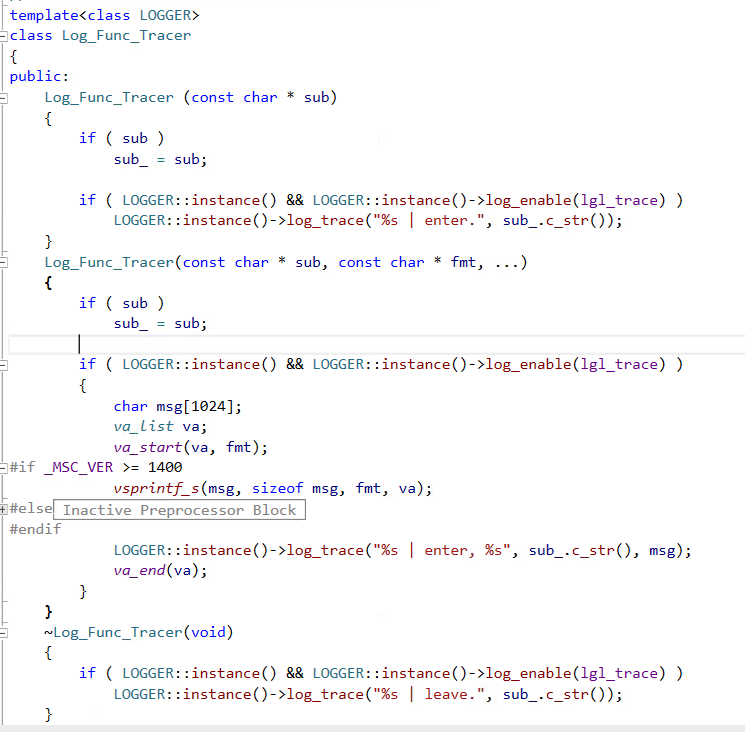 template<class LOGGER>
class Log_Func_Tracer
{
public:
    Log_Func_Tracer (const char * sub)
    {
        if ( sub )
            sub_ = sub;

        if ( LOGGER::instance() && LOGGER::instance()->log_enable(lgl_trace) )
            LOGGER::instance()->log_trace("%s | enter.", sub_.c_str());
    }
    Log_Func_Tracer(const char * sub, const char * fmt, ...)
    {
        if ( sub )
            sub_ = sub;

        if ( LOGGER::instance() && LOGGER::instance()->log_enable(lgl_trace) )
        {
            char msg[1024];
            va_list va;
            va_start(va, fmt);
#if _MSC_VER >= 1400
            vsprintf_s(msg, sizeof msg, fmt, va);
#else Inactive Preprocessor Block
#endif
            LOGGER::instance()->log_trace("%s | enter, %s", sub_.c_str(), msg);
            va_end(va);
        }
    }
    ~Log_Func_Tracer(void)
    {
        if ( LOGGER::instance() && LOGGER::instance()->log_enable(lgl_trace) )
            LOGGER::instance()->log_trace("%s | leave.", sub_.c_str());
    }